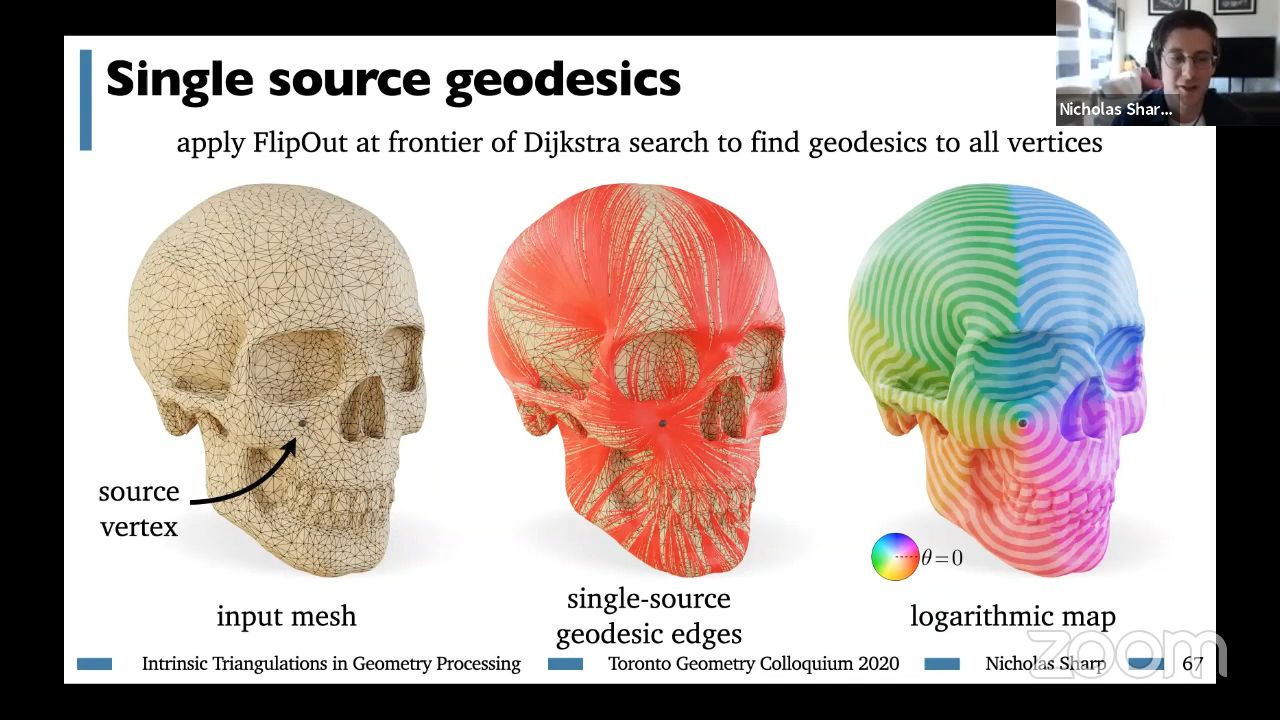 Single source geodesics
Nicholas Shar...
apply FlipOut at frontier of Dijkstra search to find geodesics to all vertices
source
vertex
θ=0
input mesh
single-source
geodesic edges
logarithmic map
zoom
Intrinsic Triangulations in Geometry Processing
Toronto Geometry Colloquium 2020
Nicholas Sharp
67